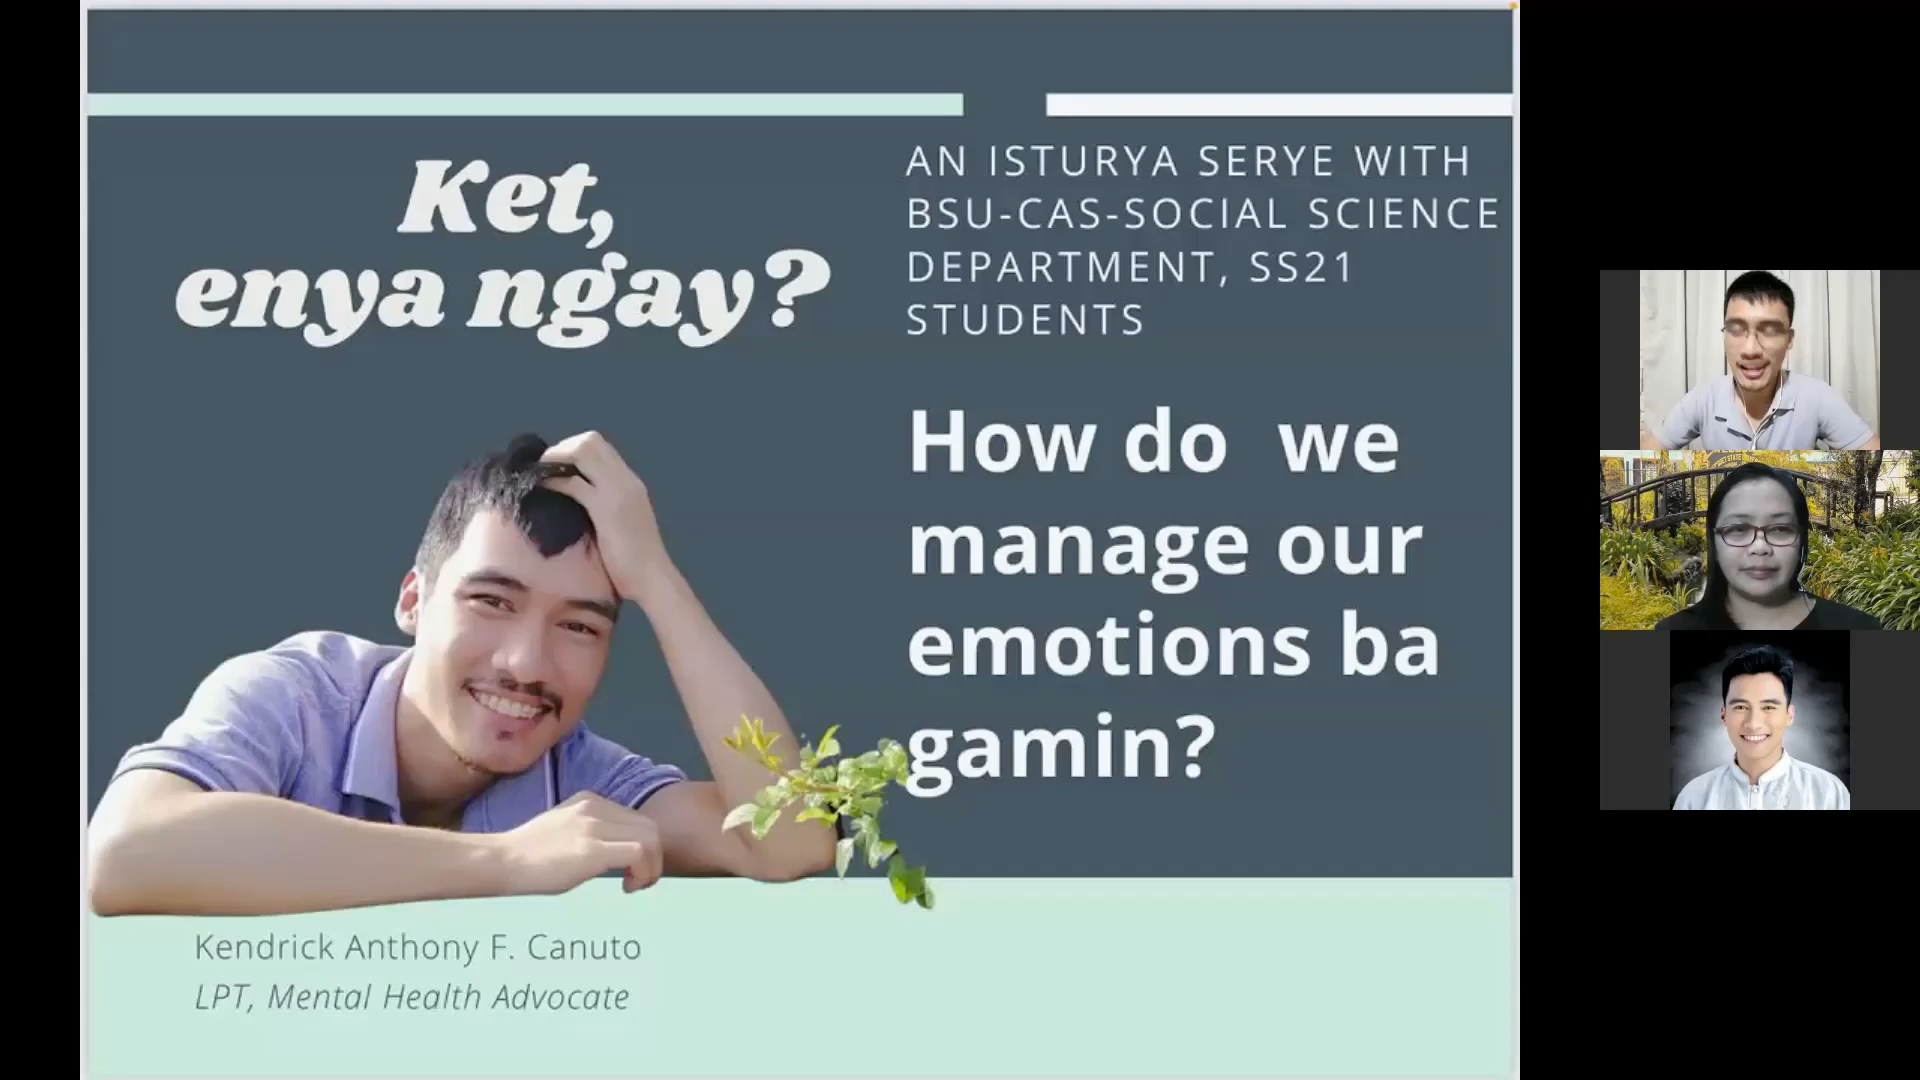 Ket,
enya ngay?
AN ISTURYA SERYE WITH
BSU-CAS-SOCIAL SCIENCE
DEPARTMENT, SS21
STUDENTS
How do we
manage our
emotions ba
gamin?
Kendrick Anthony F. Canuto
LPT, Mental Health Advocate